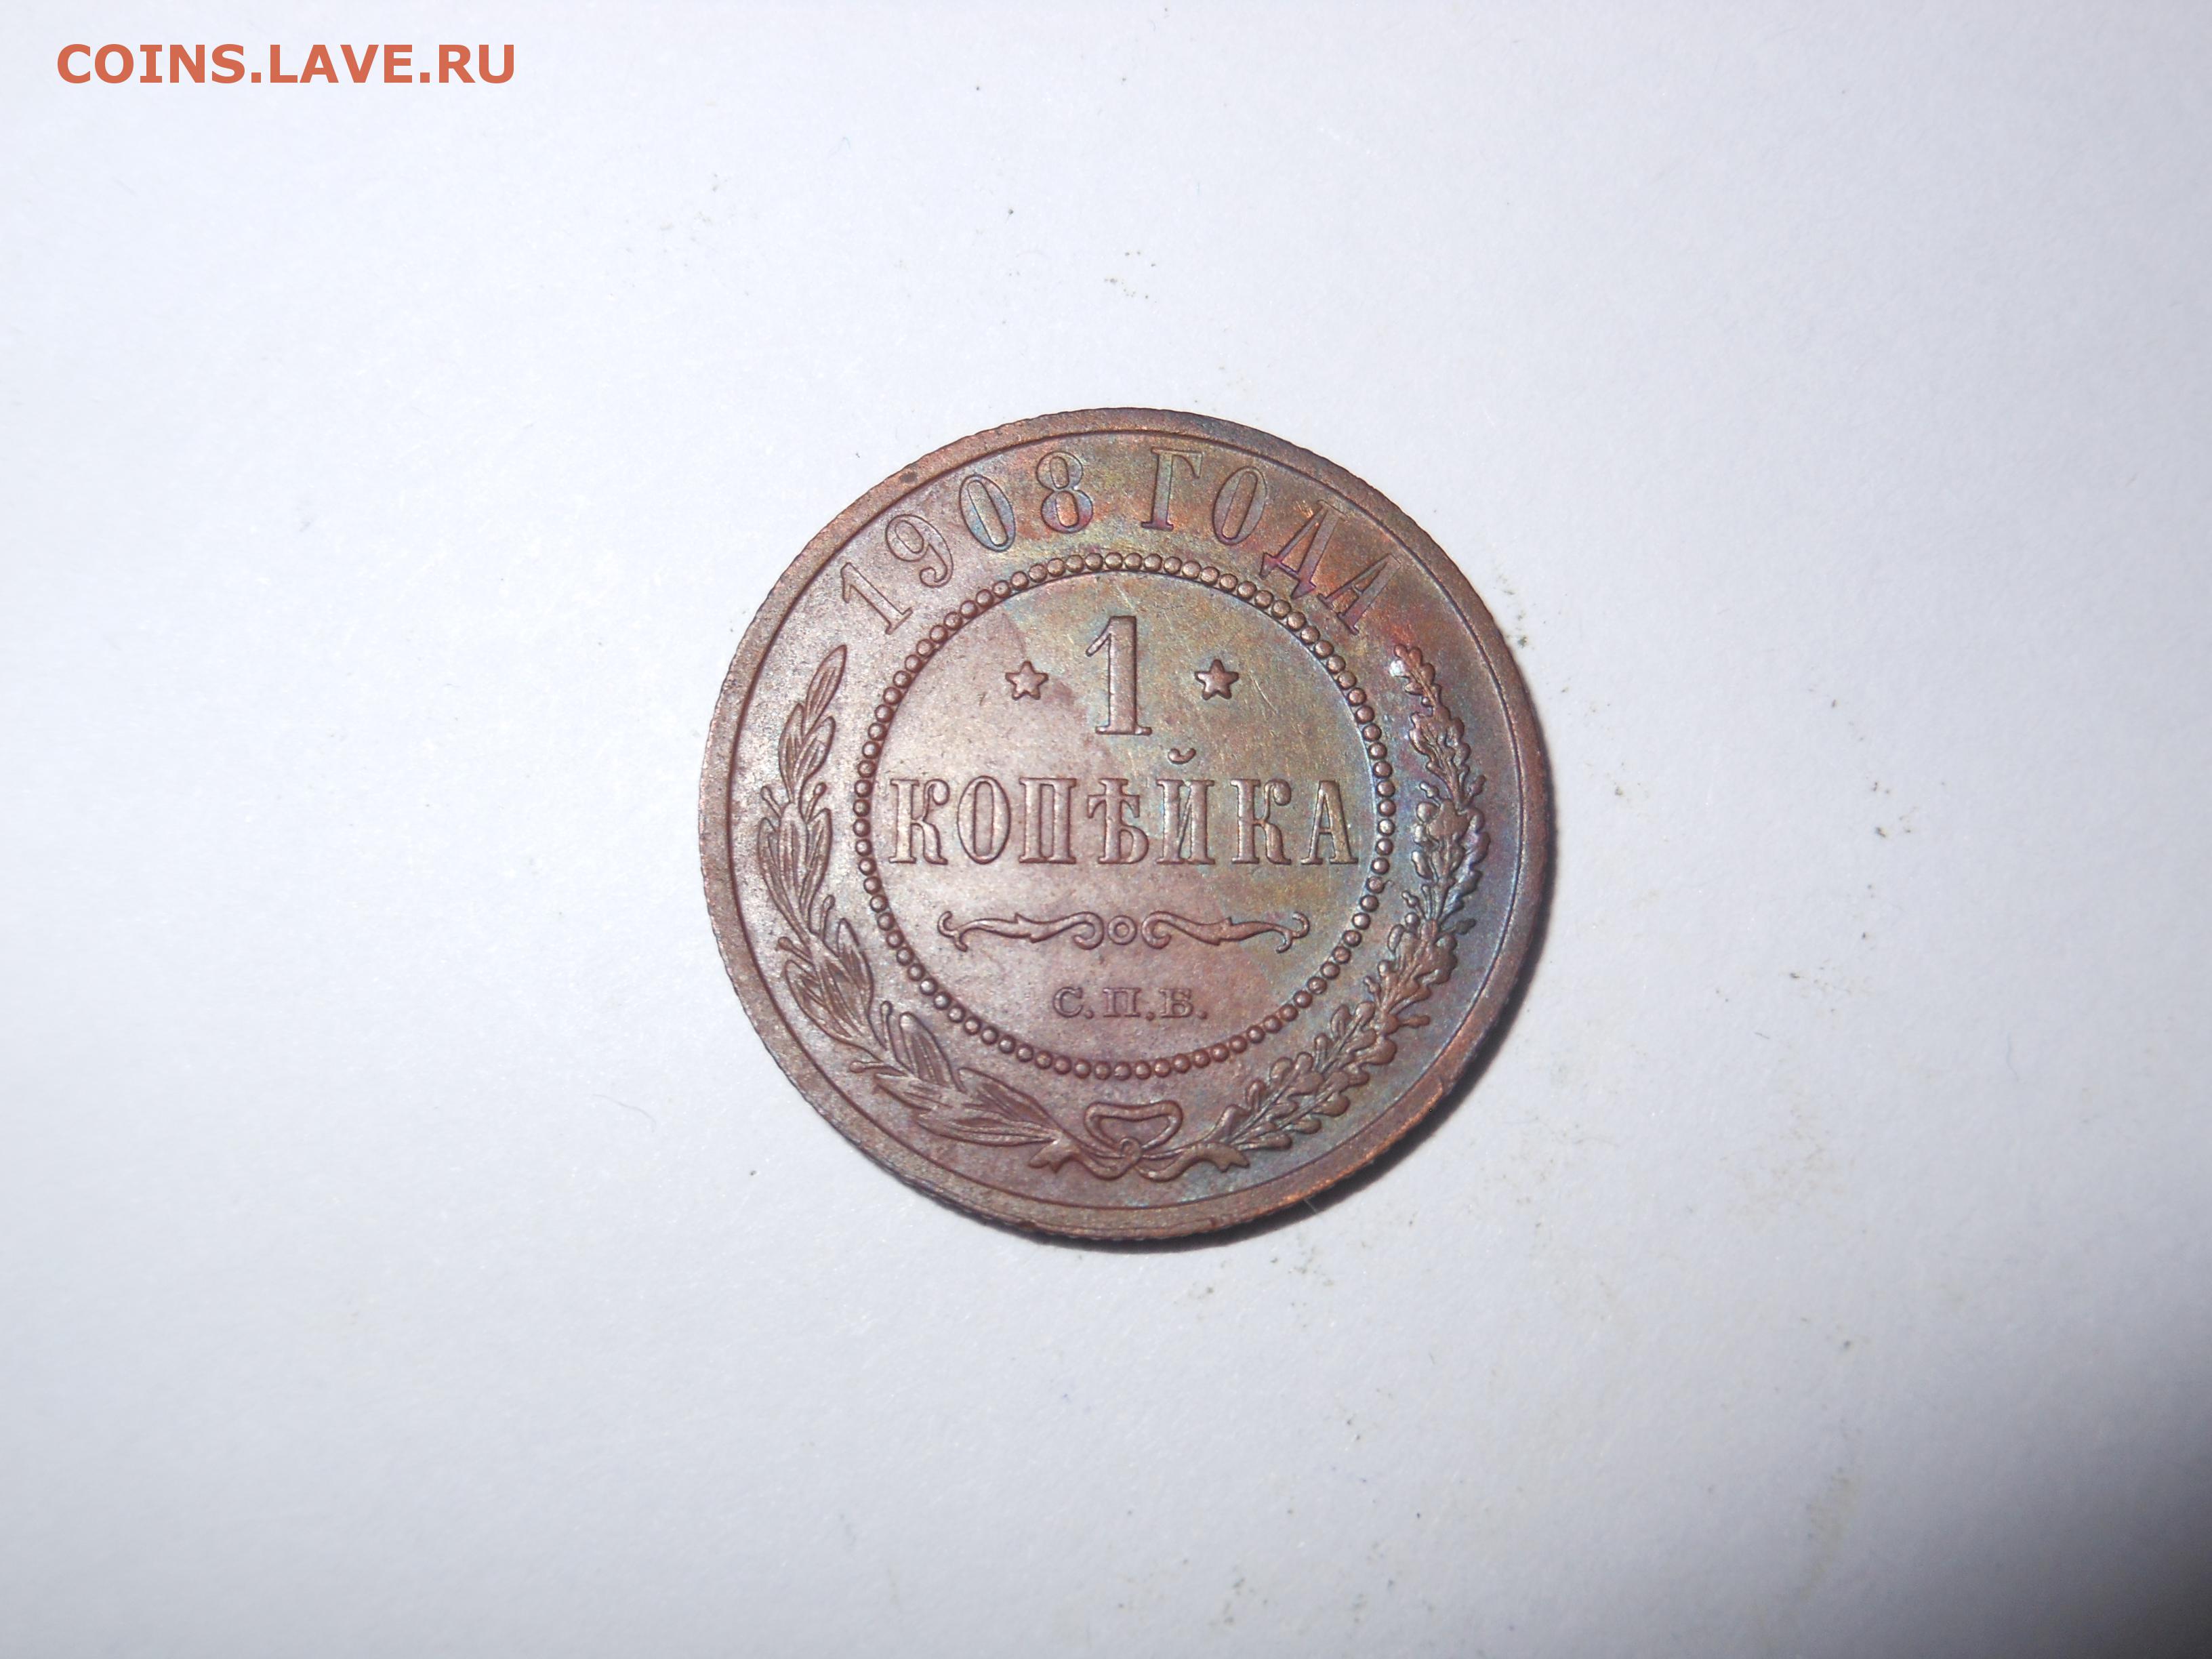 COINS.LAVE.RU
1908 ГОДА
1
КОПѢЙКА
С.П.Б.